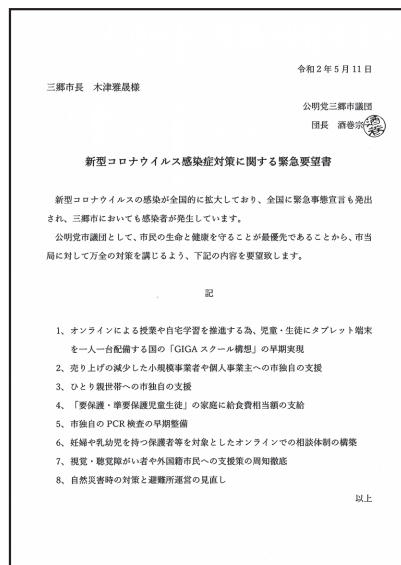 令和２年５月11日
三郷市長　木津雅晟様
公明党三郷市議団
団長　酒巻宗一
新型コロナウイルス感染症対策に関する緊急要望書
新型コロナウイルスの感染が全国的に拡大しており、全国に緊急事態宣言も発出
され、三郷市においても感染者が発生しています。
公明党市議団として、市民の生命と健康を守ることが最優先であることから、市当
局に対して万全の対策を講じるよう、下記の内容を要望致します。
記
1、オンラインによる授業や自宅学習を推進する為、児童・生徒にタブレット端末
を一人一台配備する国の「GIGAスクール構想」の早期実現
2、売り上げの減少した小規模事業者や個人事業主への市独自の支援
3、ひとり親世帯への市独自の支援
4、「要保護・準要保護児童生徒」の家庭に給食費相当額の支給
5、市独自のPCR検査の早期整備
6、妊婦や乳幼児を持つ保護者等を対象としたオンラインでの相談体制の構築
7、視覚・聴覚障がい者や外国籍市民への支援策の周知徹底
8、自然災害時の対策と避難所運営の見直し
以上